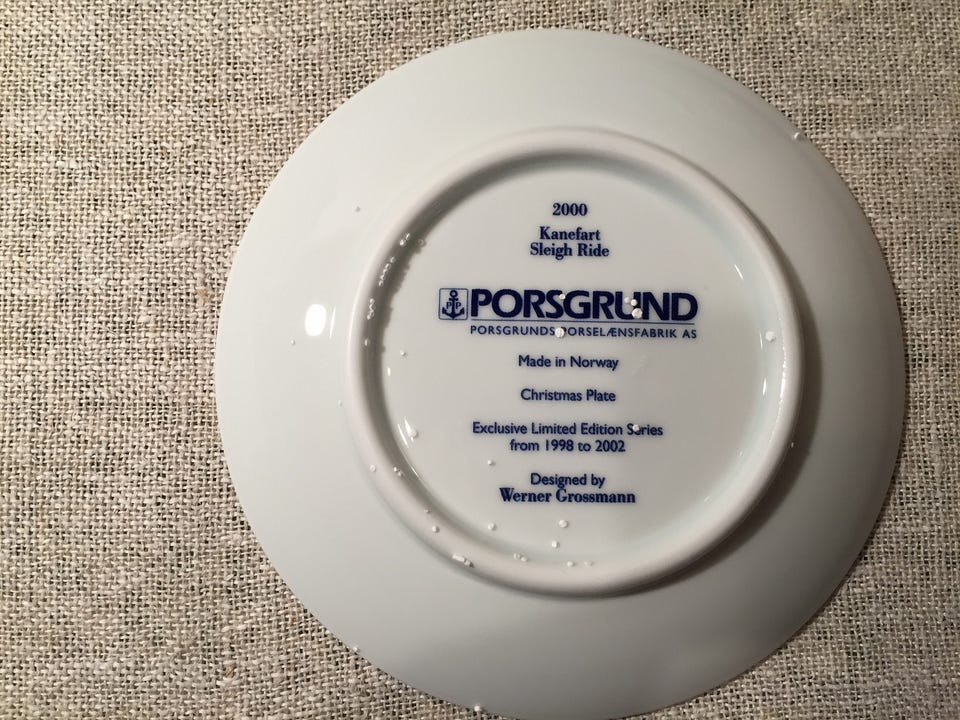 2000
Kanefart
Sleigh Ride
PP PORSGRUND
PORSGRUNDS PORSELÆNSFABRIK AS
Made in Norway
Christmas Plate
Exclusive Limited Edition Series
from 1998 to 2002
Designed by
Werner Grossmann